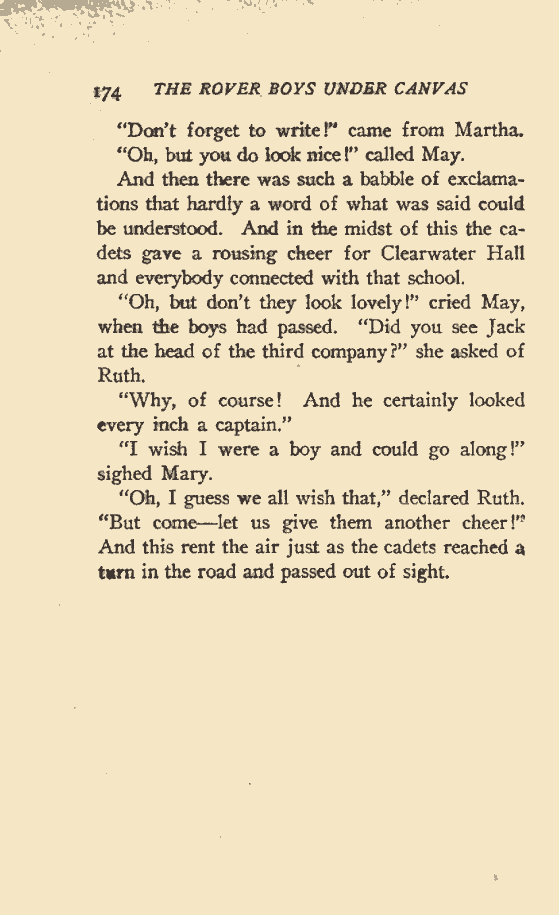 174 THE ROVER BOYS UNDER CANVAS
“Don’t forget to write!” came from Martha.
“Oh, but you do look nice!” called May.
And then there was such a babble of exclama-
tions that hardly a word of what was said could
be understood. And in the midst of this the ca-
dets gave a rousing cheer for Clearwater Hall
and everybody connected with that school.
“Oh, but don’t they look lovely!” cried May,
when the boys had passed. “Did you see Jack
at the head of the third company?” she asked of
Ruth.
“Why, of course! And he certainly looked
every inch a captain.”
“I wish I were a boy and could go along!”
sighed Mary.
“Oh, I guess we all wish that,” declared Ruth.
“But come—let us give them another cheer!”
And this rent the air just as the cadets reached a
turn in the road and passed out of sight.